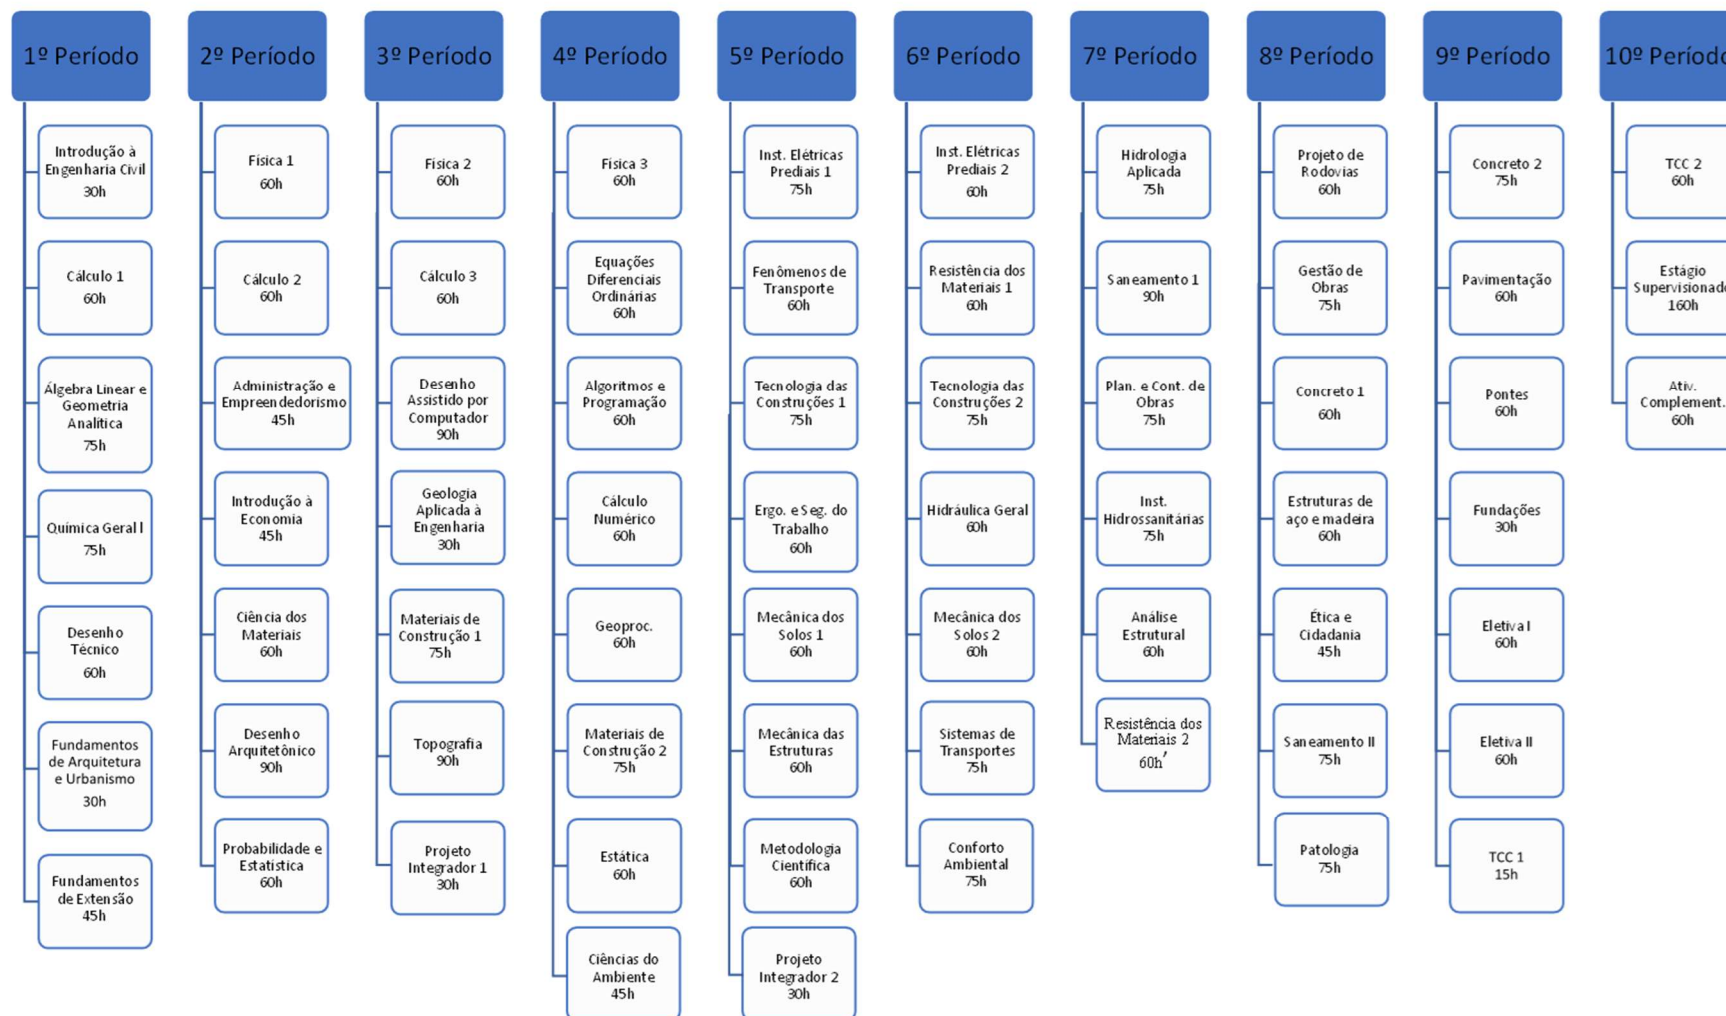 1º Período
Introdução à
Engenharia Civil
30h
Cálculo 1
60h
Álgebra Linear e
Geometria
Analítica
75h
Química Geral I
75h
Desenho
Técnico
60h
Fundamentos
de Arquitetura
e Urbanismo
30h
Fundamentos
de Extensão
45h
2º Período
Física 1
60h
Cálculo 2
60h
Administração e
Empreendedorismo
45h
Introdução à
Economia
45h
Ciência dos
Materiais
60h
Desenho
Arquitetônico
90h
Probabilidade e
Estatística
60h
3º Período
Física 2
60h
Cálculo 3
60h
Desenho
Assistido por
Computador
90h
Geologia
Aplicada à
Engenharia
30h
Materiais de
Construção 1
75h
Topografia
90h
Projeto
Integrador 1
30h
4º Período
Física 3
60h
Equações
Diferenciais
Ordinárias
60h
Algoritmos e
Programação
60h
Cálculo
Numérico
60h
Geoproc.
60h
Materiais de
Construção 2
75h
Estática
60h
Ciências do
Ambiente
45h
5º Período
Inst. Elétricas
Prediais 1
75h
Fenômenos de
Transporte
60h
Tecnologia das
Construções 1
75h
Ergo. e Seg. do
Trabalho
60h
Mecânica dos
Solos 1
60h
Mecânica das
Estruturas
60h
Metodologia
Científica
60h
Projeto
Integrador 2
30h
6º Período
Inst. Elétricas
Prediais 2
60h
Resistência dos
Materiais 1
60h
Tecnologia das
Construções 2
75h
Hidráulica Geral
60h
Mecânica dos
Solos 2
60h
Sistemas de
Transportes
75h
Conforto
Ambiental
75h
7º Período
Hidrologia
Aplicada
75h
Saneamento 1
90h
Plan. e Cont. de
Obras
75h
Inst.
Hidrossanitárias
75h
Análise
Estrutural
60h
Resistência dos
Materiais 2
60h'
8º Período
Projeto de
Rodovias
60h
Gestão de
Obras
75h
Concreto 1
60h
Estruturas de
aço e madeira
60h
Ética e
Cidadania
45h
Saneamento II
75h
Patologia
75h
9º Período
Concreto 2
75h
Pavimentação
60h
Pontes
60h
Fundações
30h
Eletiva I
60h
Eletiva II
60h
TCC 1
15h
10º Período
TCC 2
60h
Estágio
Supervisionado
160h
Ativ.
Complement.
60h